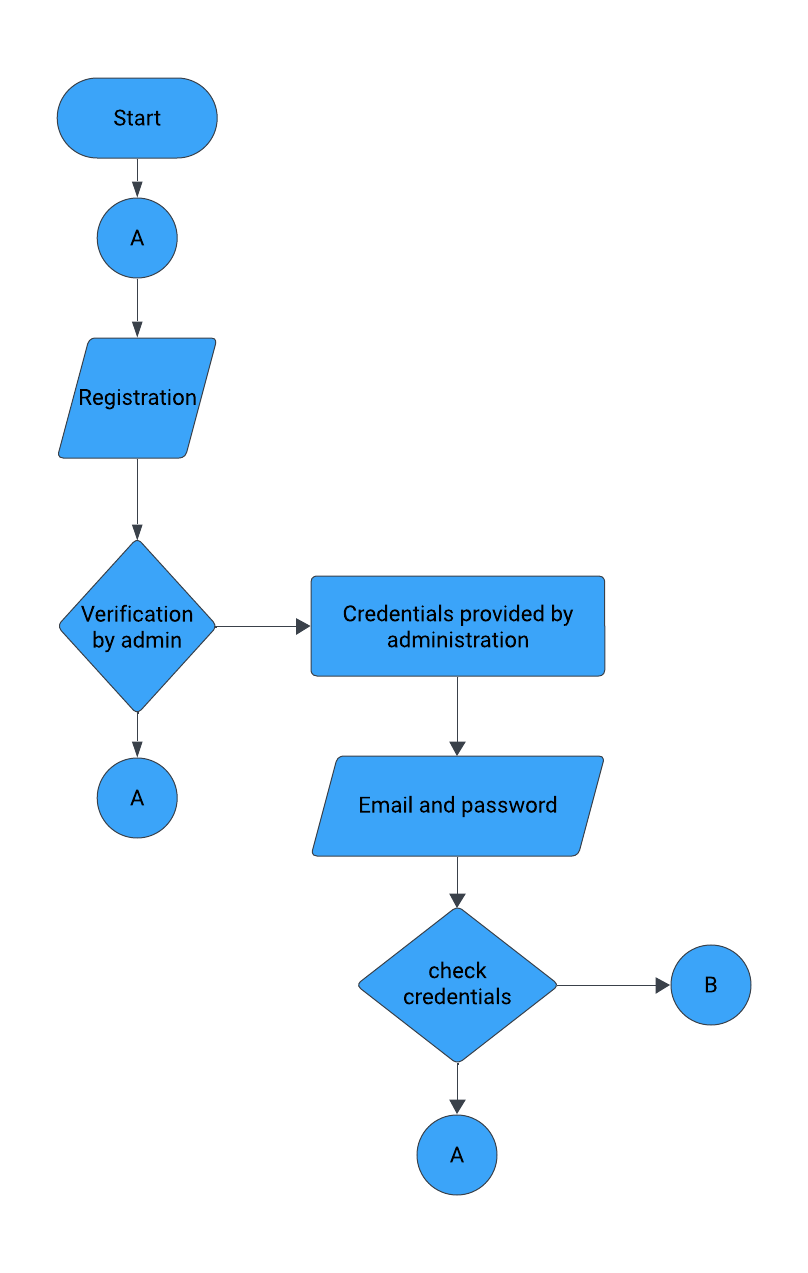 Start
A
Registration
Verification
by admin
Credentials provided by
administration
A
Email and password
check
credentials
B
A